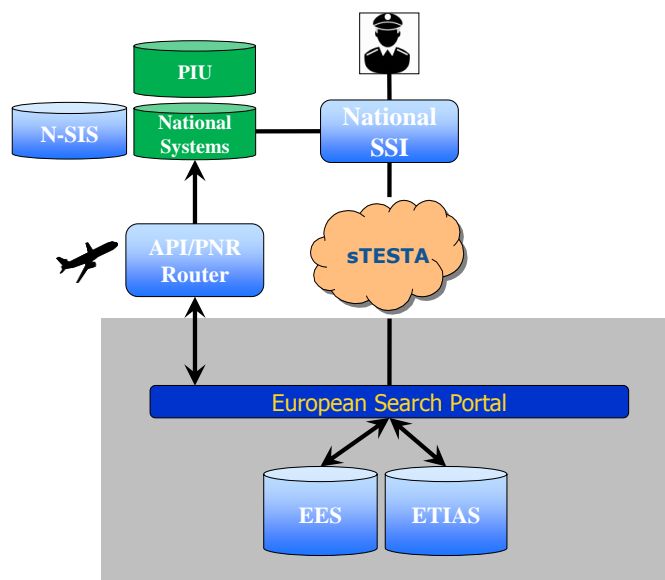 PIU
N-SIS
National
Systems
National
SSI
API/PNR
Router
sTESTA
European Search Portal
EES
ETIAS